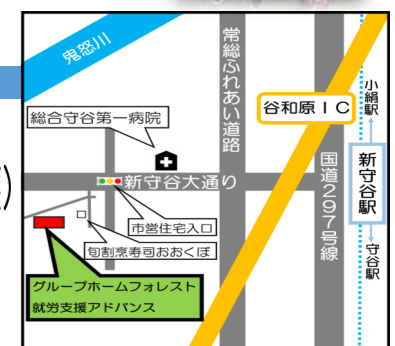 鬼怒川
常総ふれあい道路
小絹駅
谷和原IC
総合守谷第一病院
新守谷駅
国道297号線
新守谷大通り
市営住宅入口
守谷駅
旬割烹寿司おおくぼ
グループホームフォレスト
就労支援アドバンス